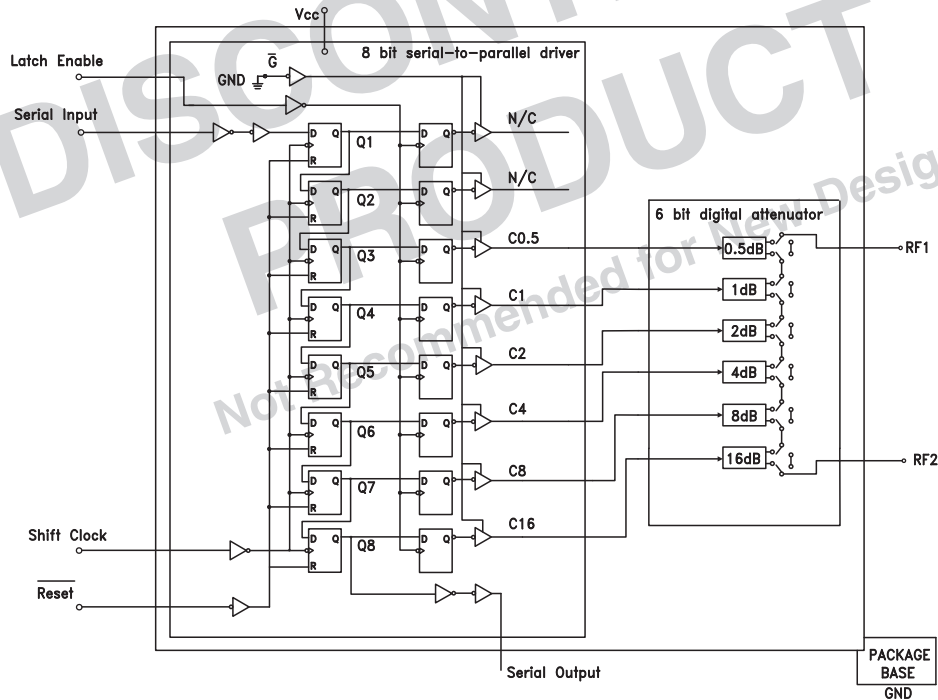 DISCONT
PRODUCT
Not Recommended for New Desig
Vcc
8 bit serial-to-parallel driver
Latch Enable
G
GND
Serial Input
N/C
D Q
R
Q1
D Q
N/C
D Q
R
Q2
D Q
6 bit digital attenuator
C0.5
D Q
R
Q3
D Q
0.5dB
RF1
C1
D Q
R
Q4
D Q
1dB
C2
D Q
R
Q5
D Q
2dB
C4
D Q
R
Q6
D Q
4dB
C8
D Q
R
Q7
D Q
8dB
C16
D Q
R
Q8
D Q
16dB
RF2
Shift Clock
Reset
Serial Output
PACKAGE
BASE
GND